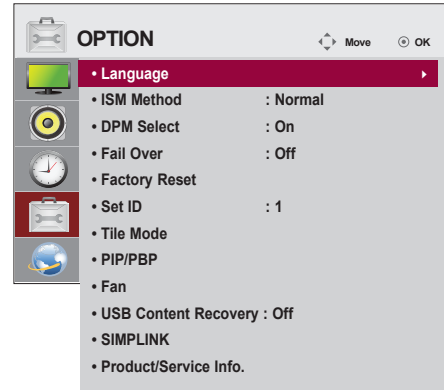 OPTION Move OK
• Language
• ISM Method : Normal
• DPM Select : On
• Fail Over : Off
• Factory Reset
• Set ID : 1
• Tile Mode
• PIP/PBP
• Fan
• USB Content Recovery : Off
• SIMPLINK
• Product/Service Info.